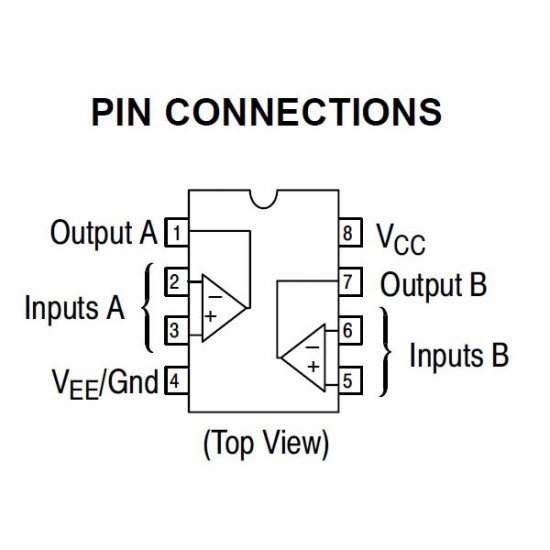 PIN CONNECTIONS
Output A 1
8 VCC
2 −
7 Output B
Inputs A
3 +
6 −
Inputs B
VEE/Gnd 4
+ 5
(Top View)